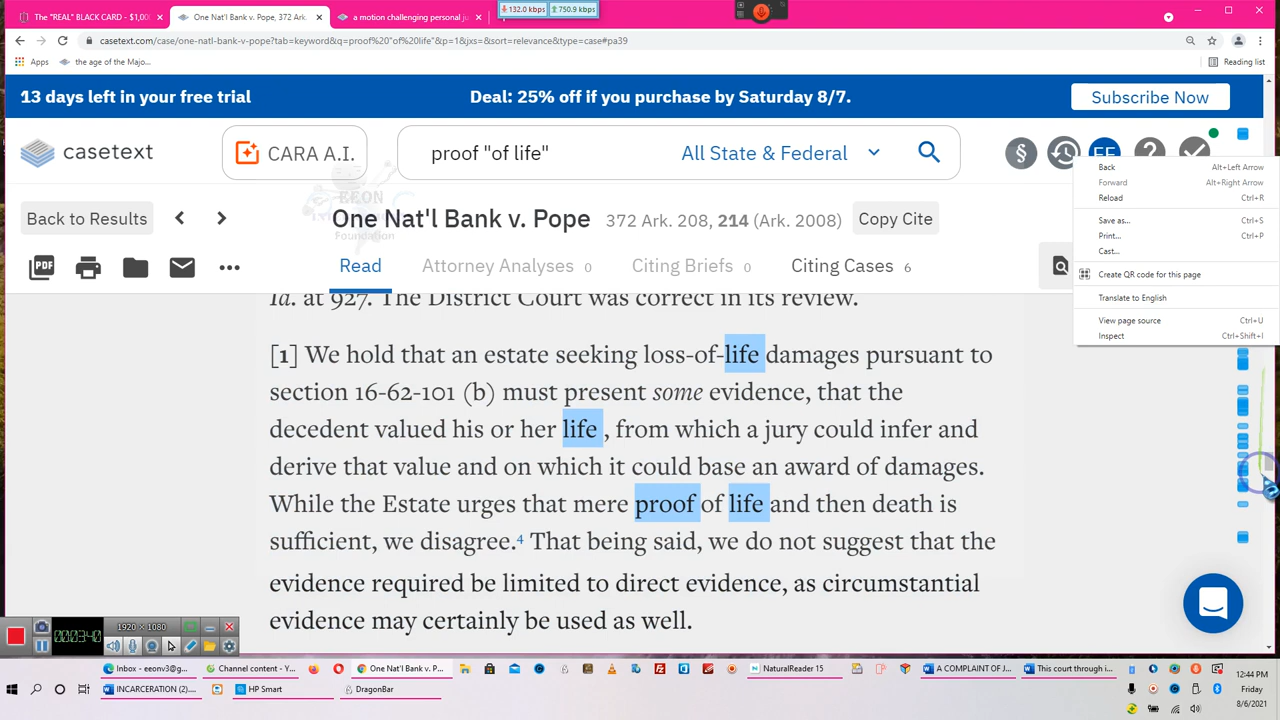 The "REAL" BLACK CARD - $1,00
One Nat'l Bank v. Pope, 372 Ark.
a motion challenging personal ju
132.0 kbps
750.9 kbps
casetext.com/case/one-natl-bank-v-pope?tab=keyword&q=proof"of%20life"&p=1&jxs=&sort=relevance&type=case#pa39
Apps
the age of the Majo...
Reading list
13 days left in your free trial
Deal: 25% off if you purchase by Saturday 8/7.
Subscribe Now
casetext
CARA A.I.
proof "of life"
All State & Federal
§
EE
?
Back Alt+Left Arrow
Forward Alt+Right Arrow
Reload Ctrl+R
Save as... Ctrl+S
Print... Ctrl+P
Cast...
Create QR code for this page
Translate to English
View page source Ctrl+U
Inspect Ctrl+Shift+I
EEON
Foundation
Back to Results
One Nat'l Bank v. Pope 372 Ark. 208, 214 (Ark. 2008)
Copy Cite
PDF
Read
Attorney Analyses 0
Citing Briefs 0
Citing Cases 6
Id. at 927. The District Court was correct in its review.
[1] We hold that an estate seeking loss-of-life damages pursuant to
section 16-62-101 (b) must present some evidence, that the
decedent valued his or her life , from which a jury could infer and
derive that value and on which it could base an award of damages.
While the Estate urges that mere proof of life and then death is
sufficient, we disagree.4 That being said, we do not suggest that the
evidence required be limited to direct evidence, as circumstantial
evidence may certainly be used as well.
1920 × 1080
Inbox - eeonv3@g...
Channel content - Y...
One Nat'l Bank v. P...
NaturalReader 15
A COMPLAINT OF J...
This court through i...
12:44 PM
Friday
8/6/2021
INCARCERATION (2)....
HP Smart
DragonBar